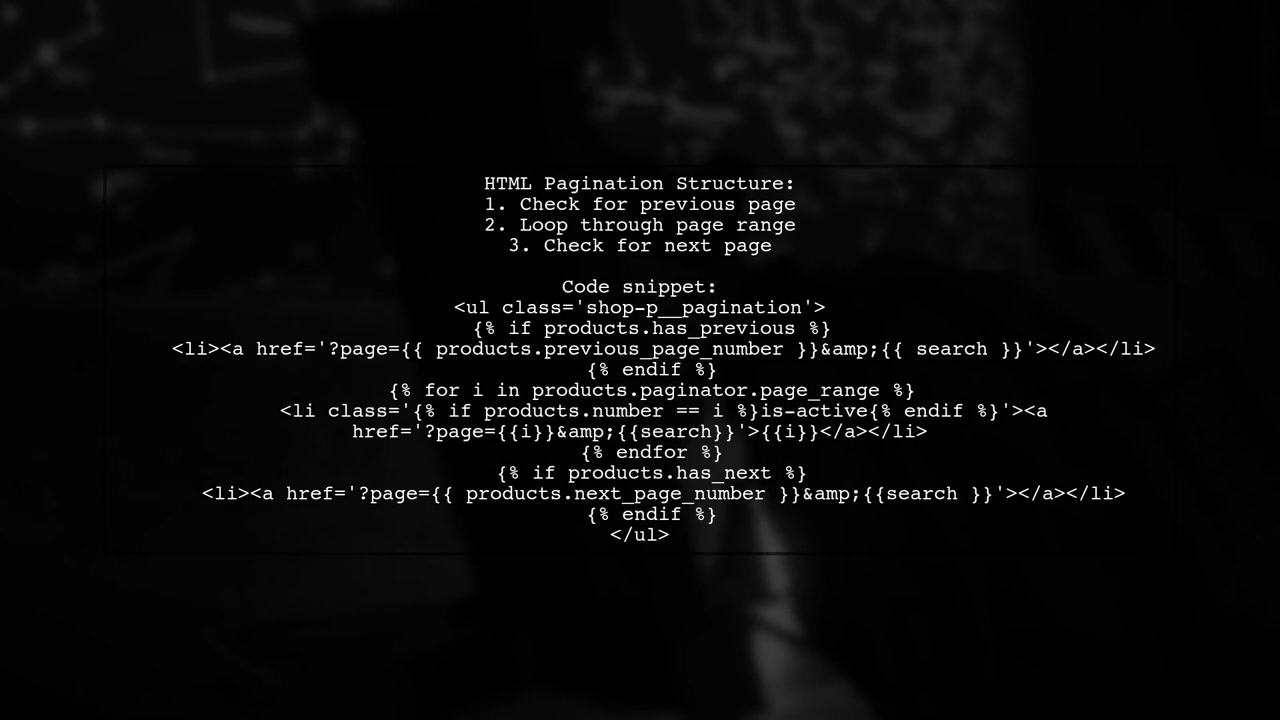 HTML Pagination Structure:
1. Check for previous page
2. Loop through page range
3. Check for next page
Code snippet:
<ul class='shop-p__pagination'>
{% if products.has_previous %}
<li><a href='?page={{ products.previous_page_number }}&amp;{{ search }}'></a></li>
{% endif %}
{% for i in products.paginator.page_range %}
<li class='{% if products.number == i %}is-active{% endif %}'><a
href='?page={{i}}&amp;{{search}}'>{{i}}</a></li>
{% endfor %}
{% if products.has_next %}
<li><a href='?page={{ products.next_page_number }}&amp;{{search }}'></a></li>
{% endif %}
</ul>